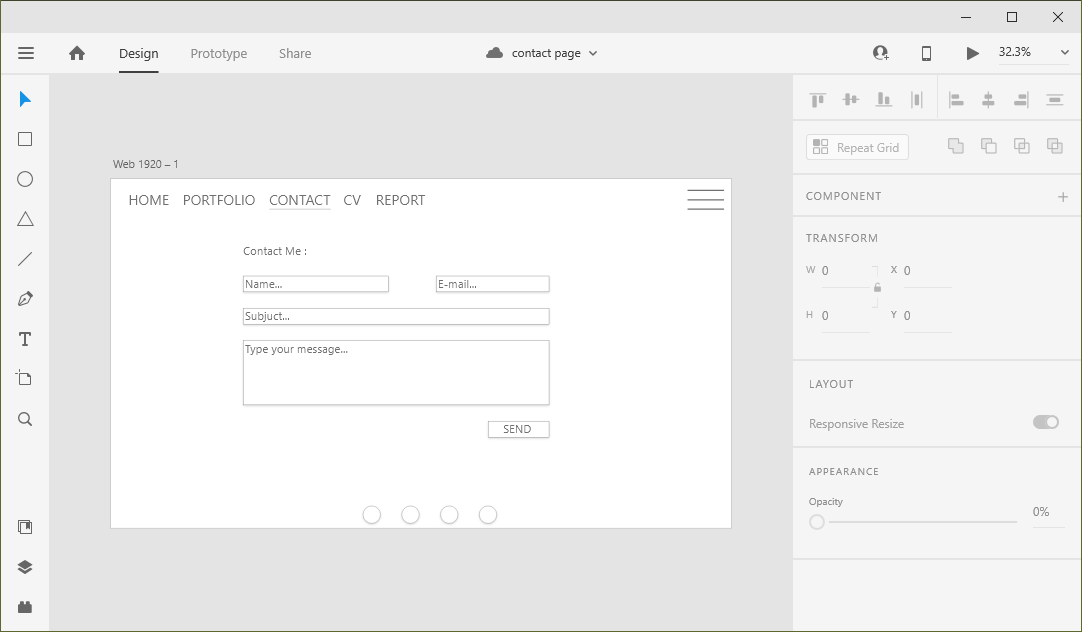 Design Prototype Share contact page 32.3%
Repeat Grid
COMPONENT
TRANSFORM
W 0 X 0
H 0 Y 0
LAYOUT
Responsive Resize
APPEARANCE
Opacity
0%
Web 1920 – 1
HOME PORTFOLIO CONTACT CV REPORT
Contact Me :
Name... E-mail...
Subjuct...
Type your message...
SEND